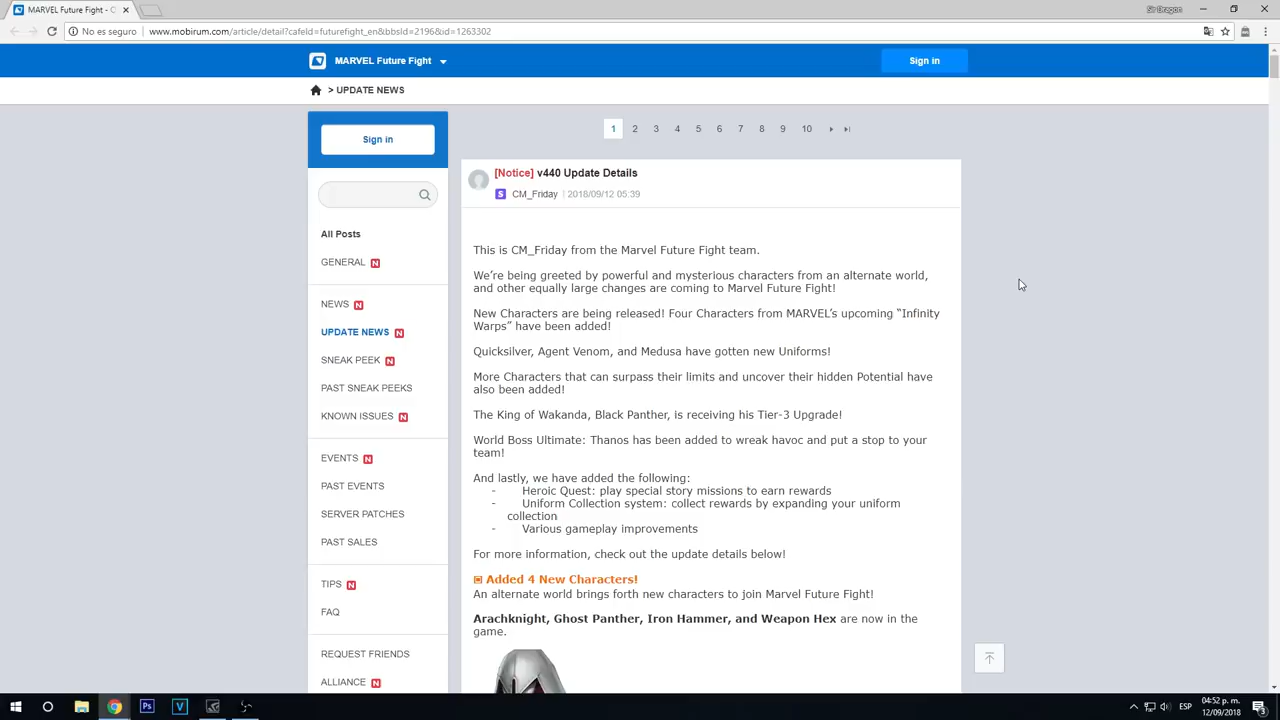 MARVEL Future Fight - C
Sir Dragon
No es seguro
www.mobirum.com/article/detail?cafeId=futurefight_en&bbsId=2196&id=1263302
MARVEL Future Fight
Sign in
> UPDATE NEWS
Sign in
All Posts
GENERAL N
NEWS N
UPDATE NEWS N
SNEAK PEEK N
PAST SNEAK PEEKS
KNOWN ISSUES N
EVENTS N
PAST EVENTS
SERVER PATCHES
PAST SALES
TIPS N
FAQ
REQUEST FRIENDS
ALLIANCE N
1 2 3 4 5 6 7 8 9 10
[Notice] v440 Update Details
S CM_Friday | 2018/09/12 05:39
This is CM_Friday from the Marvel Future Fight team.
We’re being greeted by powerful and mysterious characters from an alternate world,
and other equally large changes are coming to Marvel Future Fight!
New Characters are being released! Four Characters from MARVEL’s upcoming “Infinity
Warps” have been added!
Quicksilver, Agent Venom, and Medusa have gotten new Uniforms!
More Characters that can surpass their limits and uncover their hidden Potential have
also been added!
The King of Wakanda, Black Panther, is receiving his Tier-3 Upgrade!
World Boss Ultimate: Thanos has been added to wreak havoc and put a stop to your
team!
And lastly, we have added the following:
- Heroic Quest: play special story missions to earn rewards
- Uniform Collection system: collect rewards by expanding your uniform
collection
- Various gameplay improvements
For more information, check out the update details below!
▣ Added 4 New Characters!
An alternate world brings forth new characters to join Marvel Future Fight!
Arachknight, Ghost Panther, Iron Hammer, and Weapon Hex are now in the
game.
Ps
V
ESP
04:52 p. m.
12/09/2018
3